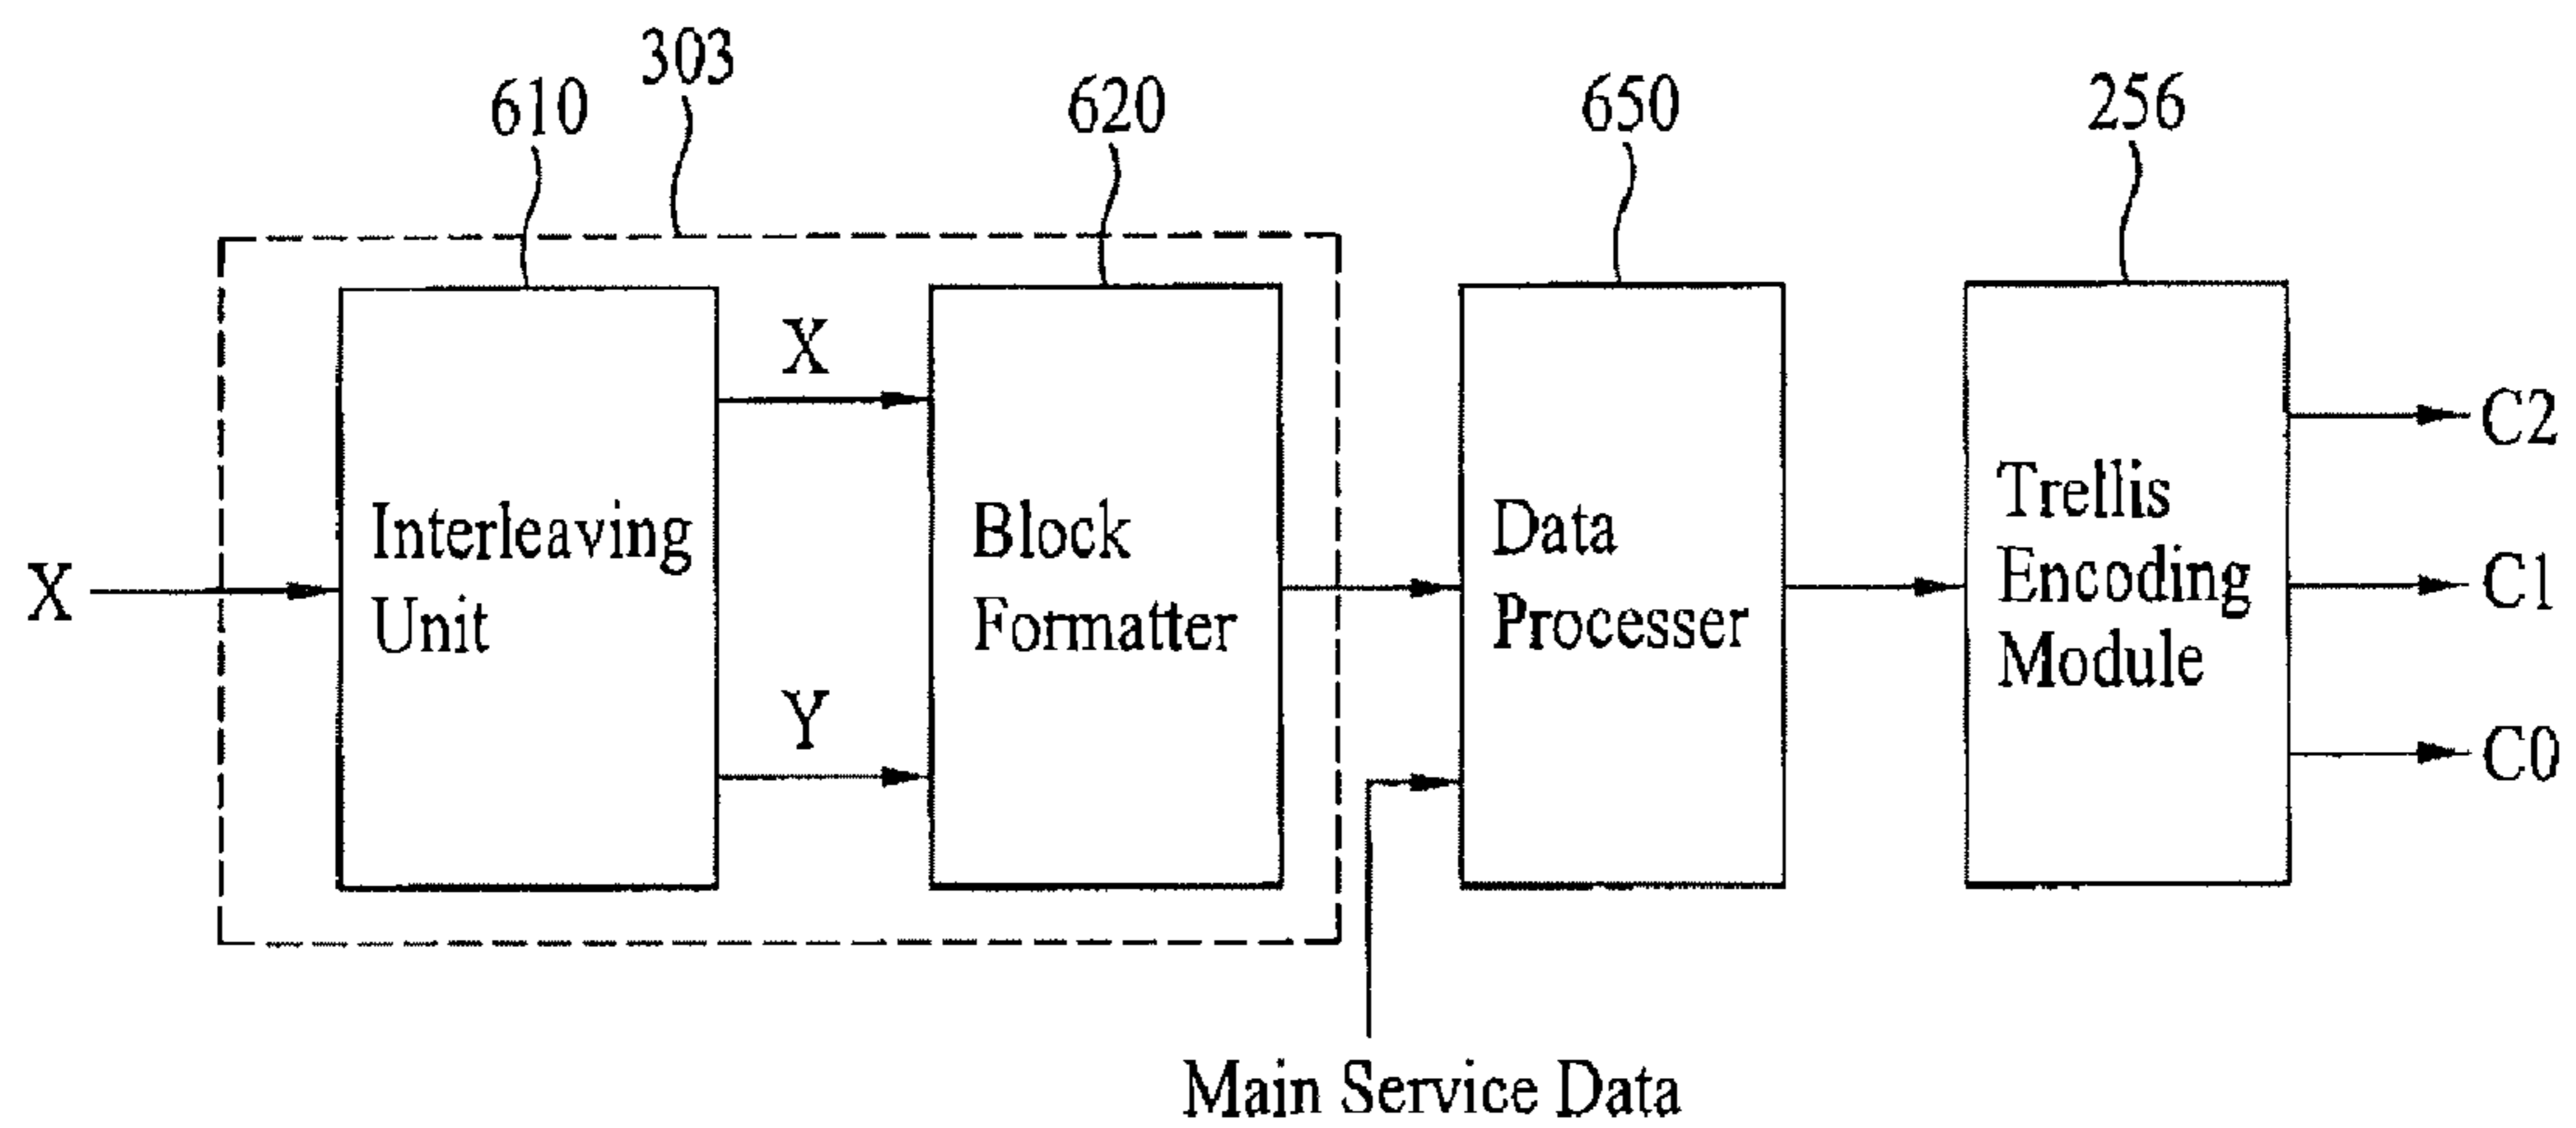 303
610
620
650
256
X
Interleaving
Unit
X
Y
Block
Formatter
Data
Processer
Trellis
Encoding
Module
C2
C1
C0
Main Service Data